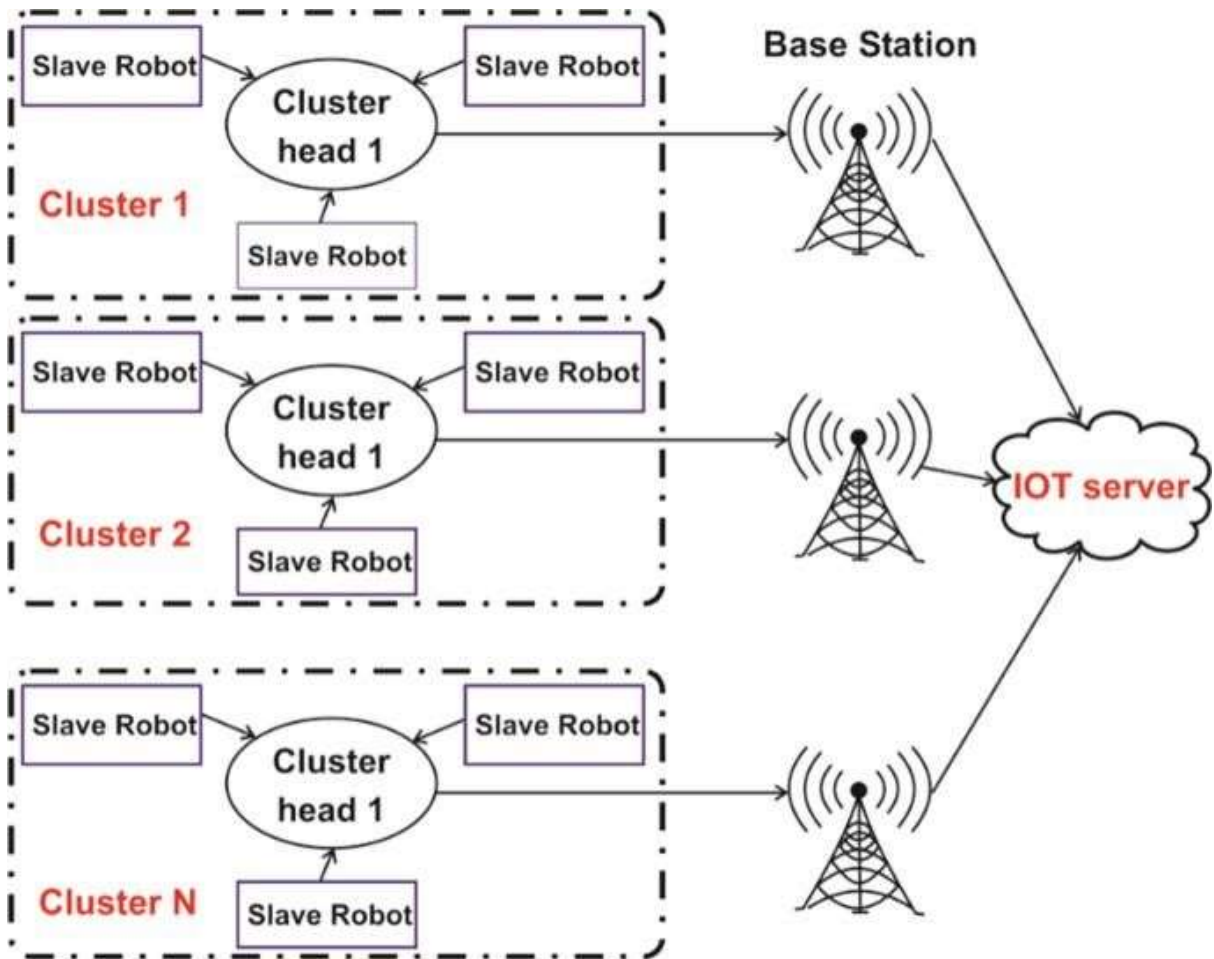 Slave Robot
Slave Robot
Cluster
head 1
Cluster 1
Slave Robot
Base Station
Slave Robot
Slave Robot
Cluster
head 1
Cluster 2
Slave Robot
IOT server
Slave Robot
Slave Robot
Cluster
head 1
Cluster N
Slave Robot